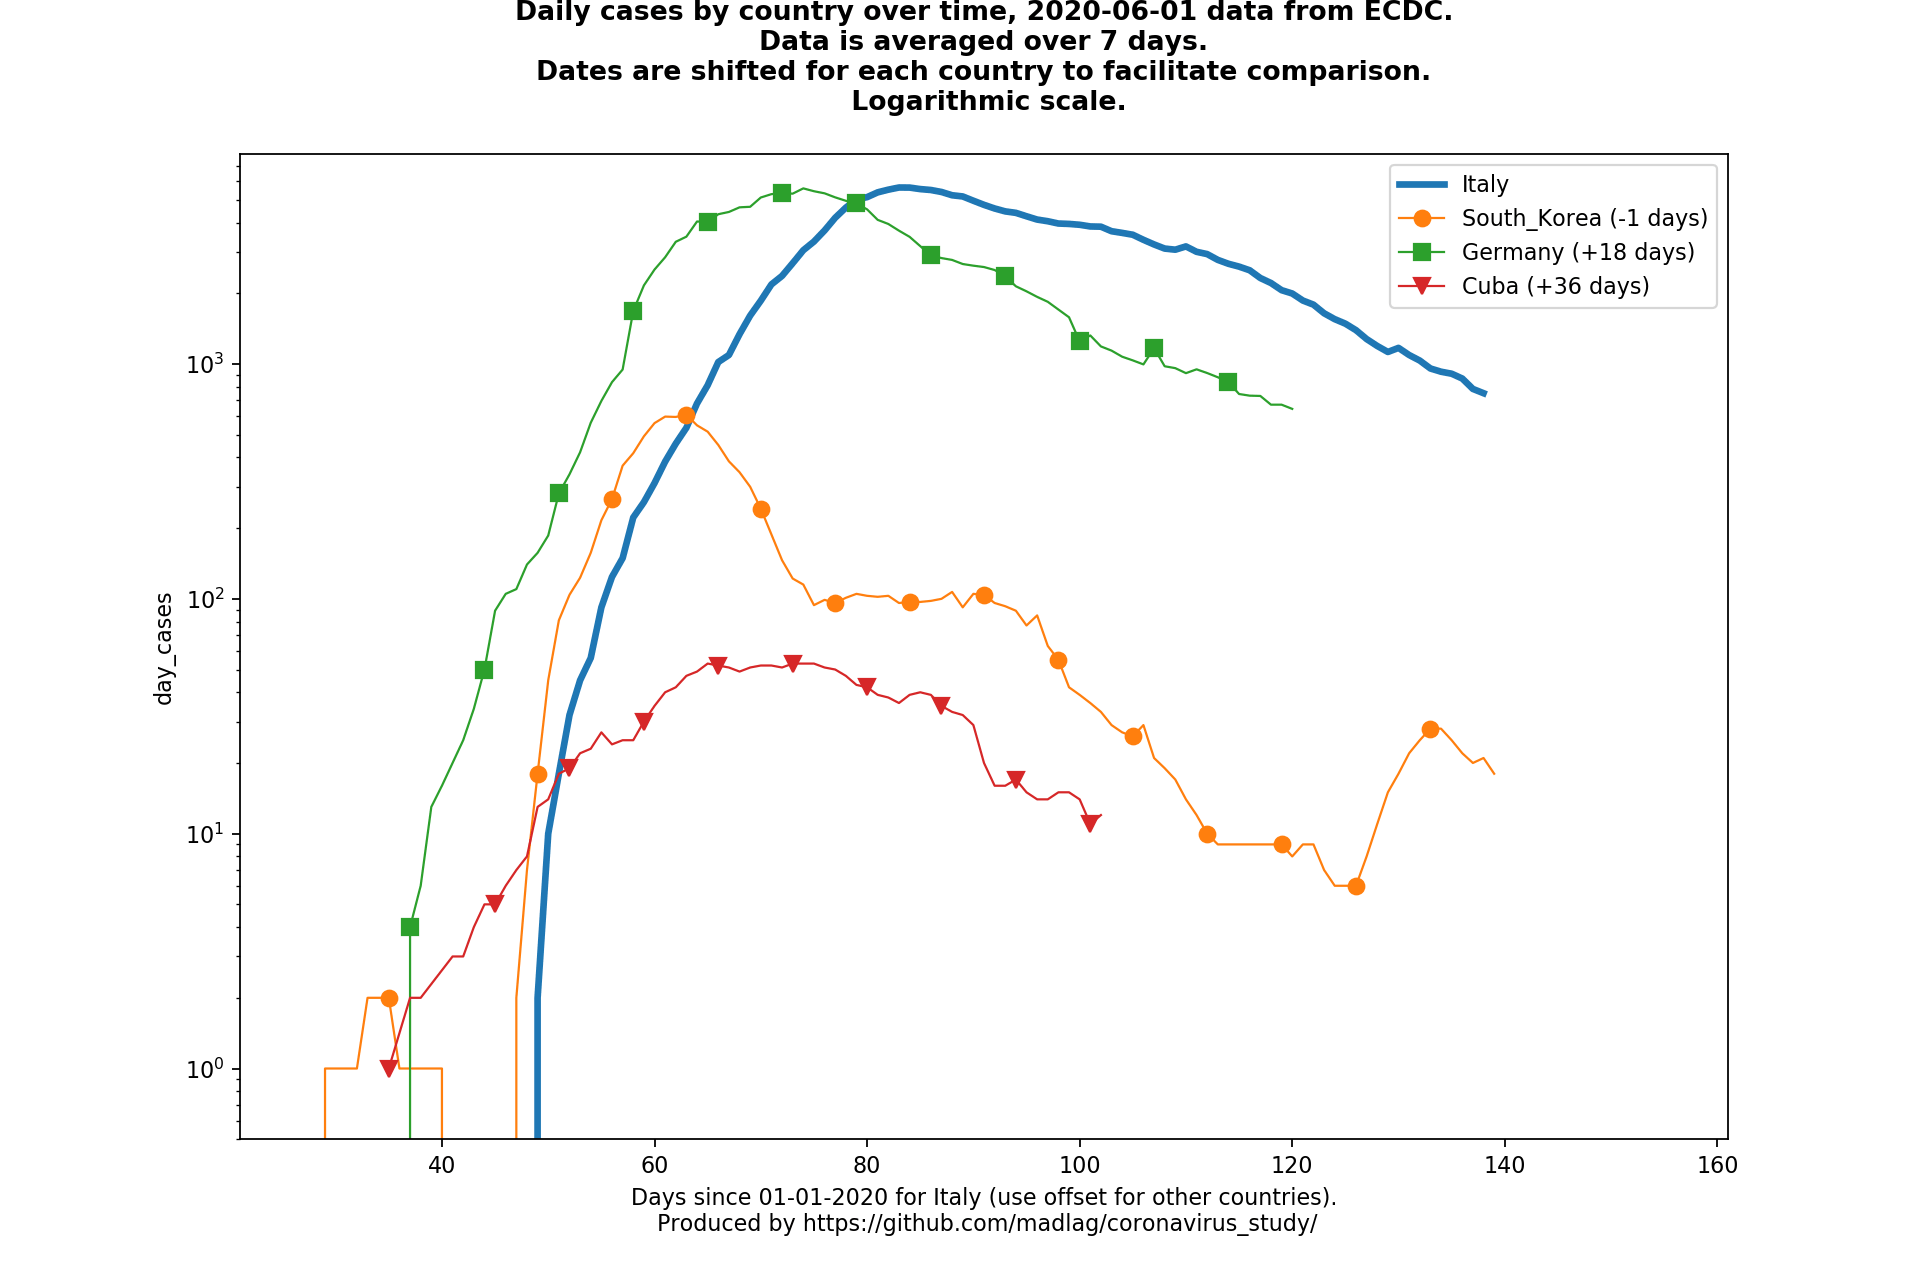 Daily cases by country over time, 2020-06-01 data from ECDC.
Data is averaged over 7 days.
Dates are shifted for each country to facilitate comparison.
Logarithmic scale.
Italy
South_Korea (-1 days)
Germany (+18 days)
Cuba (+36 days)
day_cases
10³
10²
10¹
10⁰
40 60 80 100 120 140 160
Days since 01-01-2020 for Italy (use offset for other countries).
Produced by https://github.com/madlag/coronavirus_study/